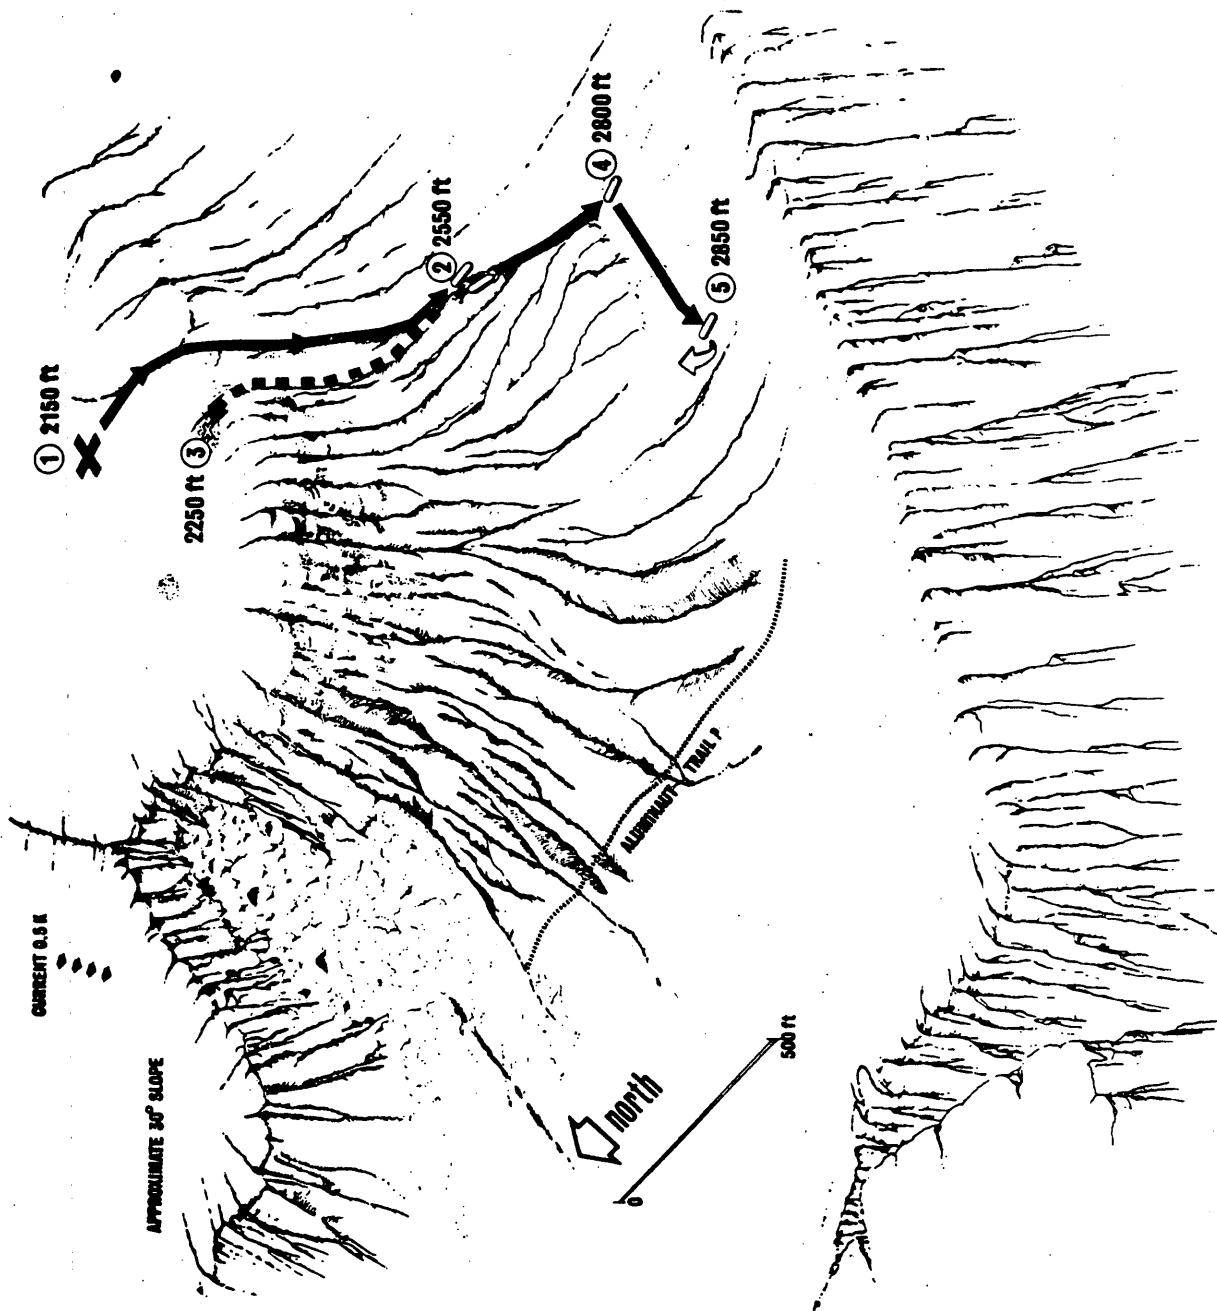 CURRENT 0.5 K
APPROXIMATE 30° SLOPE
① 2150 ft
2250 ft ③
② 2550 ft
④ 2800 ft
⑤ 2850 ft
ALUMINAUT TRAIL ?
north
0
500 ft